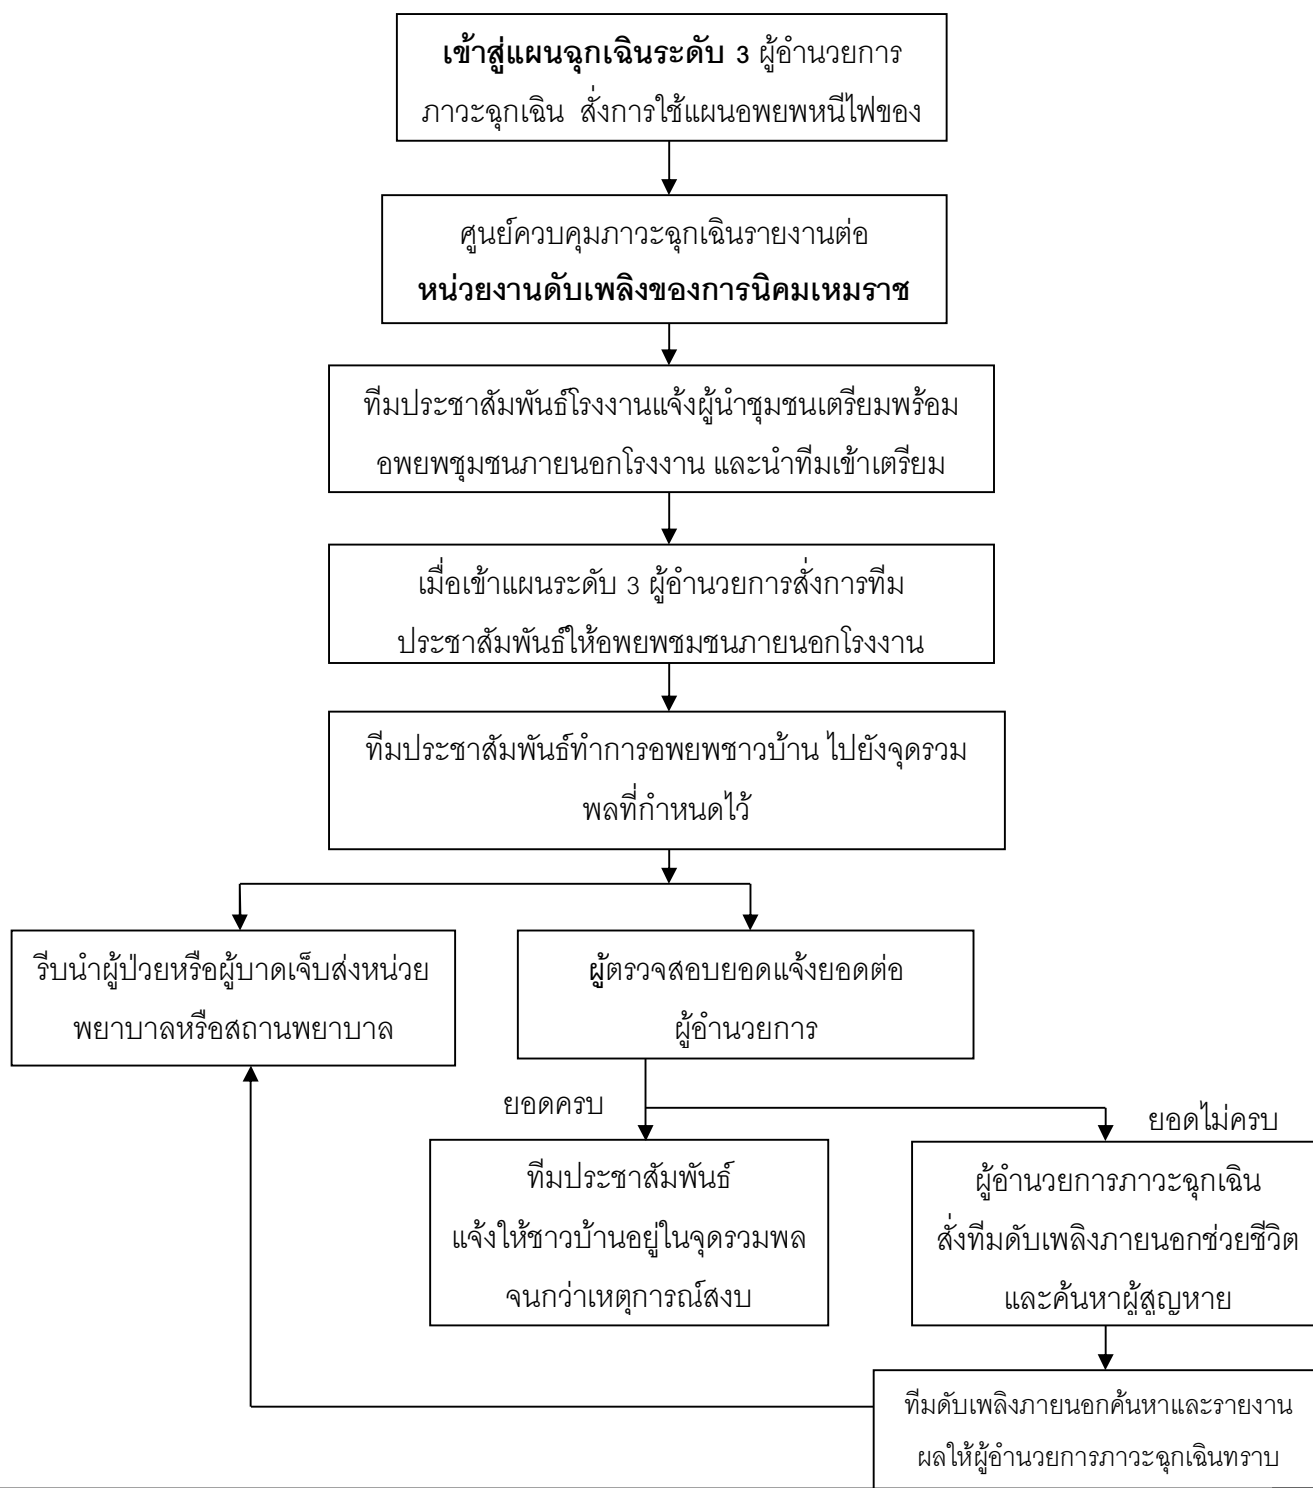 เข้าสู่แผนฉุกเฉินระดับ 3 ผู้อำนวยการ
ภาวะฉุกเฉิน สั่งการใช้แผนอพยพหนีไฟของ
ศูนย์ควบคุมภาวะฉุกเฉินรายงานต่อ
หน่วยงานดับเพลิงของการนิคมเหมราช
ทีมประชาสัมพันธ์โรงงานแจ้งผู้นำชุมชนเตรียมพร้อม
อพยพชุมชนภายนอกโรงงาน และนำทีมเข้าเตรียม
เมื่อเข้าแผนระดับ 3 ผู้อำนวยการสั่งการทีม
ประชาสัมพันธ์ให้อพยพชุมชนภายนอกโรงงาน
ทีมประชาสัมพันธ์ทำการอพยพชาวบ้าน ไปยังจุดรวม
พลที่กำหนดไว้
รีบนำผู้ป่วยหรือผู้บาดเจ็บส่งหน่วย
พยาบาลหรือสถานพยาบาล
ผู้ตรวจสอบยอดแจ้งยอดต่อ
ผู้อำนวยการ
ยอดครบ
ยอดไม่ครบ
ทีมประชาสัมพันธ์
แจ้งให้ชาวบ้านอยู่ในจุดรวมพล
จนกว่าเหตุการณ์สงบ
ผู้อำนวยการภาวะฉุกเฉิน
สั่งทีมดับเพลิงภายนอกช่วยชีวิต
และค้นหาผู้สูญหาย
ทีมดับเพลิงภายนอกค้นหาและรายงาน
ผลให้ผู้อำนวยการภาวะฉุกเฉินทราบ